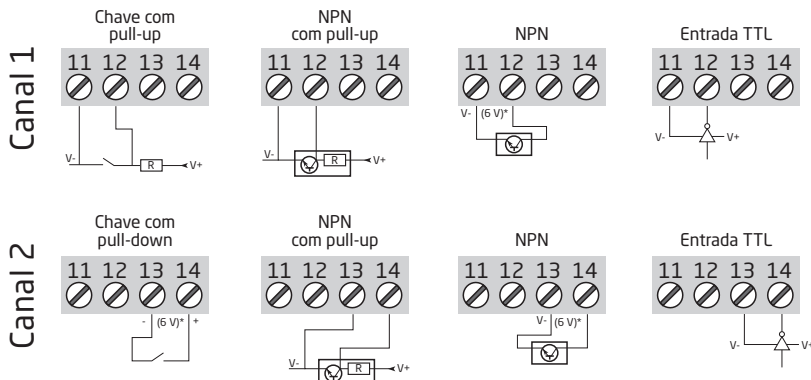 Canal 1
Chave com
pull-up
11 12 13 14
V-
R
V+
NPN
com pull-up
11 12 13 14
V-
R
V+
NPN
11 12 13 14
V- (6 V)*
Entrada TTL
11 12 13 14
V-
V+
Canal 2
Chave com
pull-down
11 12 13 14
- (6 V)* +
NPN
com pull-up
11 12 13 14
V-
R
V+
NPN
11 12 13 14
V- (6 V)*
Entrada TTL
11 12 13 14
V-
V+